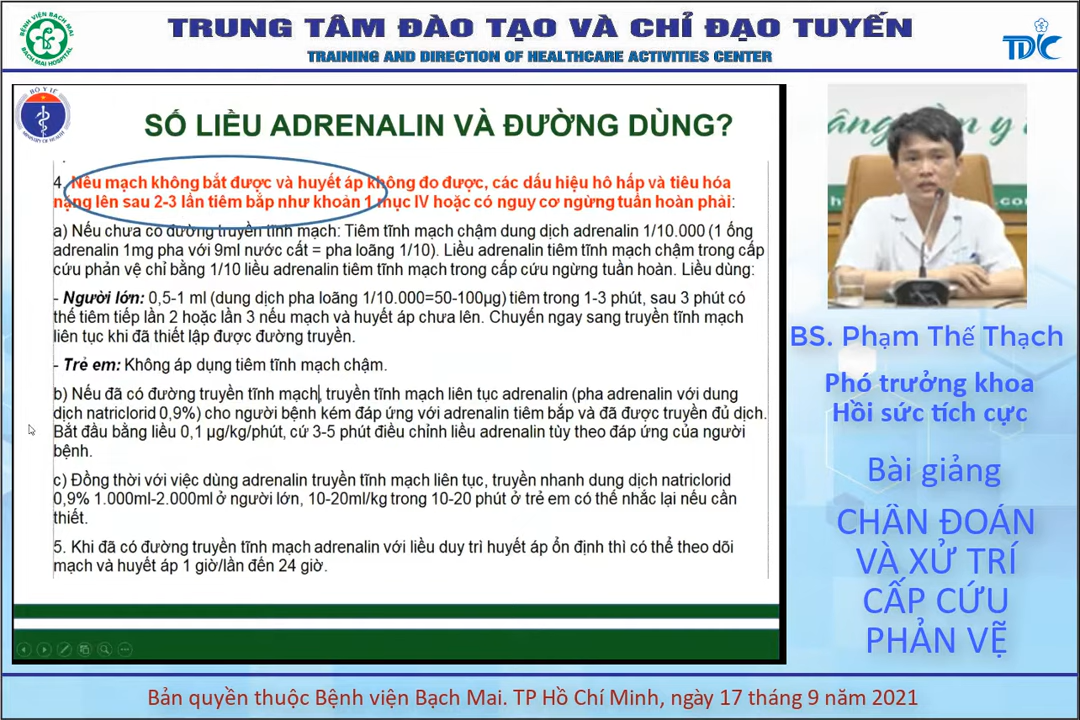 BỆNH VIỆN BẠCH MAI
BACH MAI HOSPITAL
TRUNG TÂM ĐÀO TẠO VÀ CHỈ ĐẠO TUYẾN
TRAINING AND DIRECTION OF HEALTHCARE ACTIVITIES CENTER
TDC
BỘ Y TẾ
MINISTRY OF HEALTH
SỐ LIỀU ADRENALIN VÀ ĐƯỜNG DÙNG?
4. Nếu mạch không bắt được và huyết áp không đo được, các dấu hiệu hô hấp và tiêu hóa
nặng lên sau 2-3 lần tiêm bắp như khoản 1 mục IV hoặc có nguy cơ ngừng tuần hoàn phải:
a) Nếu chưa có đường truyền tĩnh mạch: Tiêm tĩnh mạch chậm dung dịch adrenalin 1/10.000 (1 ống
adrenalin 1mg pha với 9ml nước cất = pha loãng 1/10). Liều adrenalin tiêm tĩnh mạch chậm trong cấp
cứu phản vệ chỉ bằng 1/10 liều adrenalin tiêm tĩnh mạch trong cấp cứu ngừng tuần hoàn. Liều dùng:
- Người lớn: 0,5-1 ml (dung dịch pha loãng 1/10.000=50-100µg) tiêm trong 1-3 phút, sau 3 phút có
thể tiêm tiếp lần 2 hoặc lần 3 nếu mạch và huyết áp chưa lên. Chuyển ngay sang truyền tĩnh mạch
liên tục khi đã thiết lập được đường truyền.
- Trẻ em: Không áp dụng tiêm tĩnh mạch chậm.
b) Nếu đã có đường truyền tĩnh mạch, truyền tĩnh mạch liên tục adrenalin (pha adrenalin với dung
dịch natriclorid 0,9%) cho người bệnh kém đáp ứng với adrenalin tiêm bắp và đã được truyền đủ dịch.
Bắt đầu bằng liều 0,1 µg/kg/phút, cứ 3-5 phút điều chỉnh liều adrenalin tùy theo đáp ứng của người
bệnh.
c) Đồng thời với việc dùng adrenalin truyền tĩnh mạch liên tục, truyền nhanh dung dịch natriclorid
0,9% 1.000ml-2.000ml ở người lớn, 10-20ml/kg trong 10-20 phút ở trẻ em có thể nhắc lại nếu cần
thiết.
5. Khi đã có đường truyền tĩnh mạch adrenalin với liều duy trì huyết áp ổn định thì có thể theo dõi
mạch và huyết áp 1 giờ/lần đến 24 giờ.
BS. Phạm Thế Thạch
Phó trưởng khoa
Hồi sức tích cực
Bài giảng
CHẨN ĐOÁN
VÀ XỬ TRÍ
CẤP CỨU
PHẢN VỆ
Bản quyền thuộc Bệnh viện Bạch Mai. TP Hồ Chí Minh, ngày 17 tháng 9 năm 2021